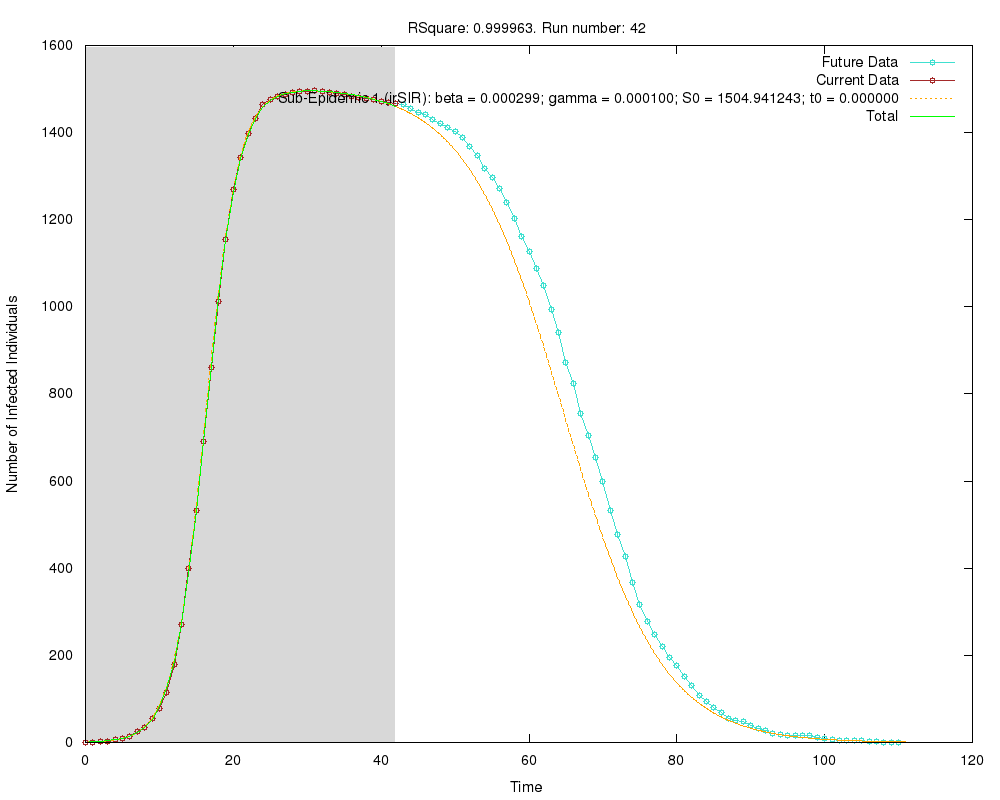 RSquare: 0.999963. Run number: 42
1600
1400
1200
1000
800
600
400
200
0
Number of Infected Individuals
Future Data
Current Data
Sub-Epidemic 1 (irSIR): beta = 0.000299; gamma = 0.000100; S0 = 1504.941243; t0 = 0.000000
Total
0 20 40 60 80 100 120
Time